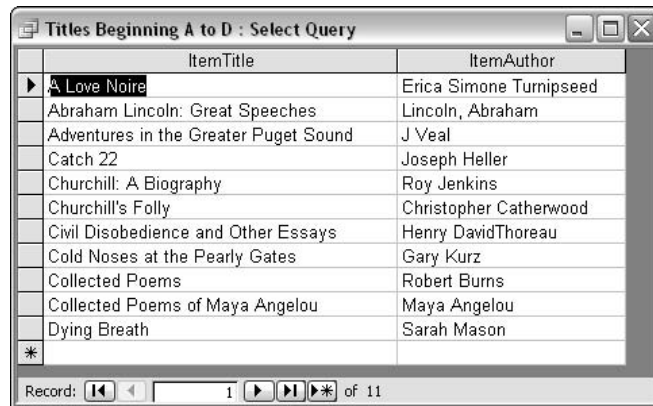 Titles Beginning A to D : Select Query
ItemTitle ItemAuthor
A Love Noire Erica Simone Turnipseed
Abraham Lincoln: Great Speeches Lincoln, Abraham
Adventures in the Greater Puget Sound J Veal
Catch 22 Joseph Heller
Churchill: A Biography Roy Jenkins
Churchill's Folly Christopher Catherwood
Civil Disobedience and Other Essays Henry DavidThoreau
Cold Noses at the Pearly Gates Gary Kurz
Collected Poems Robert Burns
Collected Poems of Maya Angelou Maya Angelou
Dying Breath Sarah Mason
Record: 1 of 11